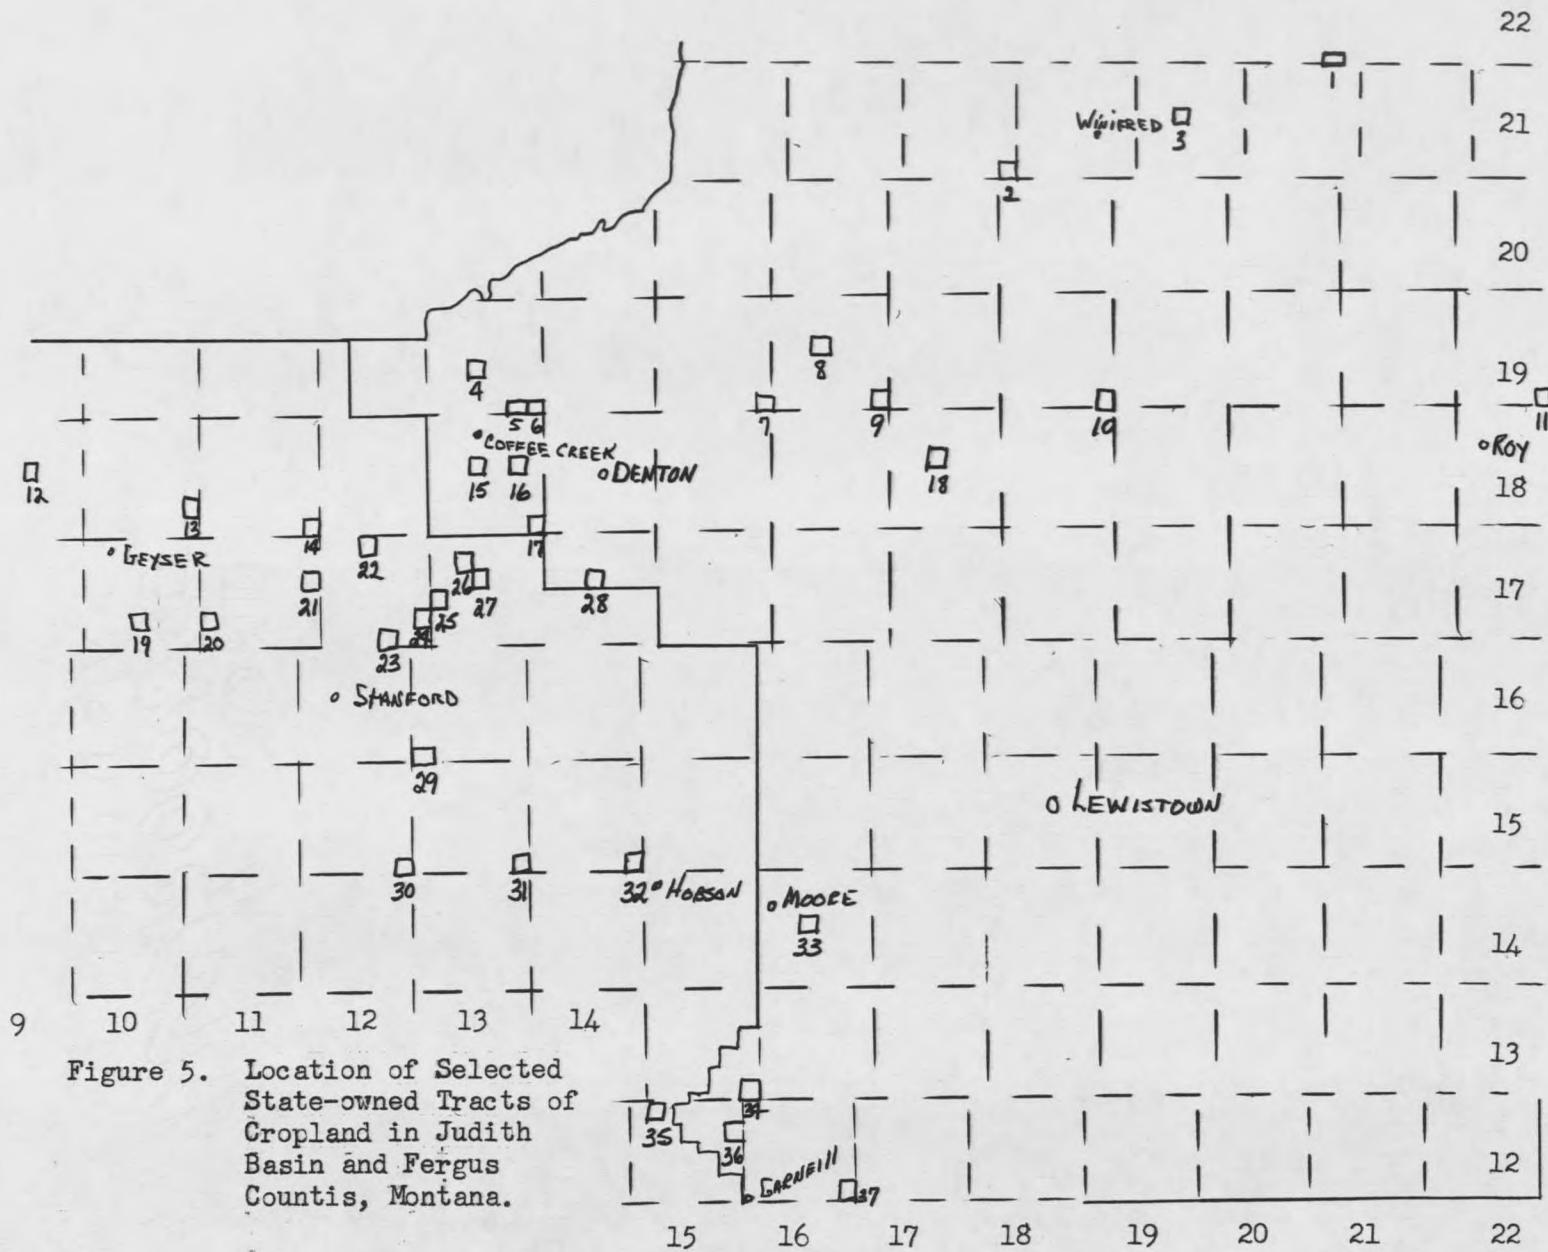 22
WINIFRED
3
21
2
20
8
4
19
5 6
7
9
10
11
COFFEE CREEK
DENTON
ROY
12
15
16
18
18
13
14
17
GEYSER
22
26
27
28
17
21
25
24
19
20
23
STANFORD
16
29
LEWISTOWN
15
30
31
32 HOBSON
MOORE
33
14
9 10 11 12 13 14
13
Figure 5. Location of Selected
State-owned Tracts of
Cropland in Judith
Basin and Fergus
Countis, Montana.
34
35
36
12
GARNEILL
37
15 16 17 18 19 20 21 22